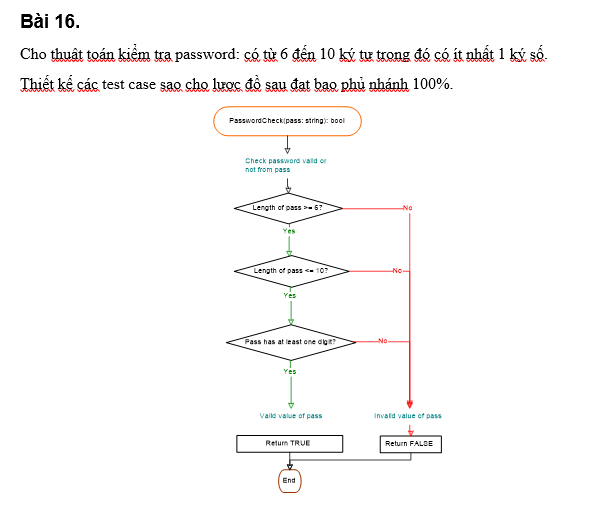 Bài 16.
Cho thuật toán kiểm tra password: có từ 6 đến 10 ký tự trong đó có ít nhất 1 ký số.
Thiết kế các test case sao cho lược đồ sau đạt bao phủ nhánh 100%.
PasswordCheck(pass: string): bool
Check password valid or
not from pass
Length of pass >= 6?
No
Yes
Length of pass <= 10?
No
Yes
Pass has at least one digit?
No
Yes
Valid value of pass
Invalid value of pass
Return TRUE
Return FALSE
End